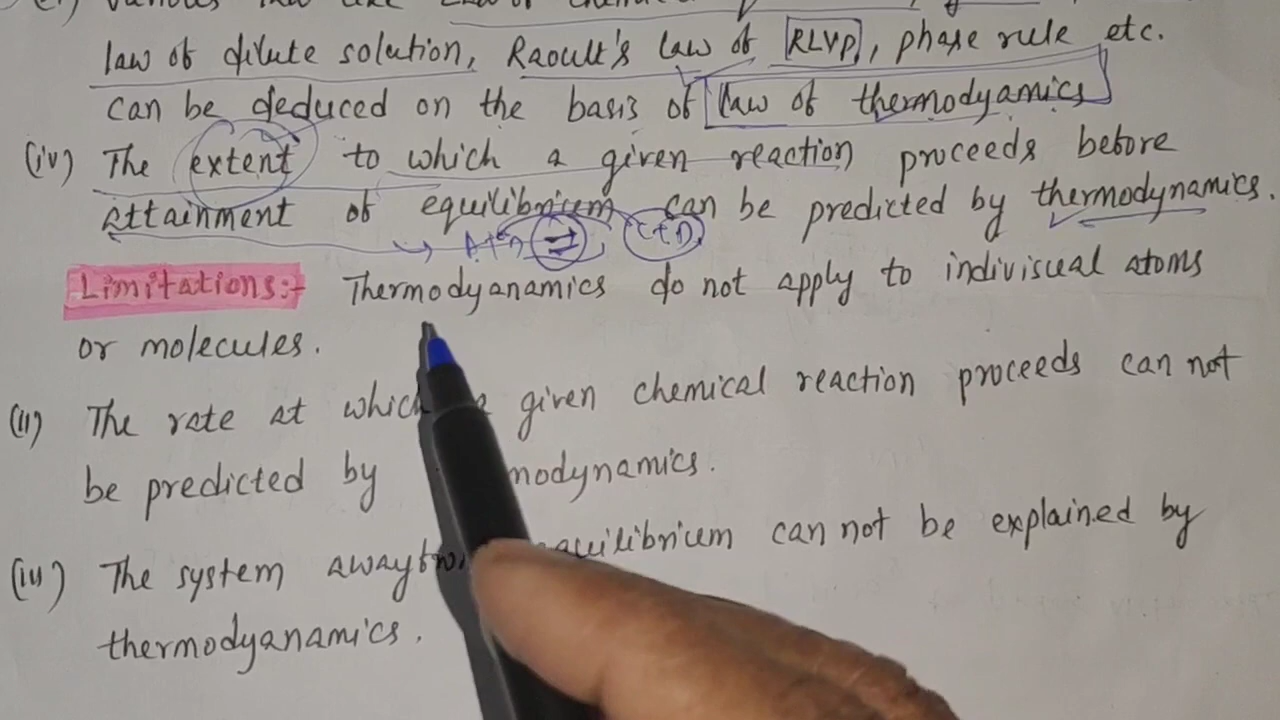 law of dilute solution, Raoult's law of RLVP, phase rule etc.
can be deduced on the basis of law of thermodyamics
(iv) The extent to which a given reaction proceeds before
attainment of equilibrium can be predicted by thermodynamics.
A+B ⇌ C+D
Limitations:- Thermodyanamics do not apply to indiviscual atoms
or molecules.
(ii) The rate at which given chemical reaction proceeds can not
be predicted by modynamics.
(iii) The system away equilibrium can not be explained by
thermodyanamics.